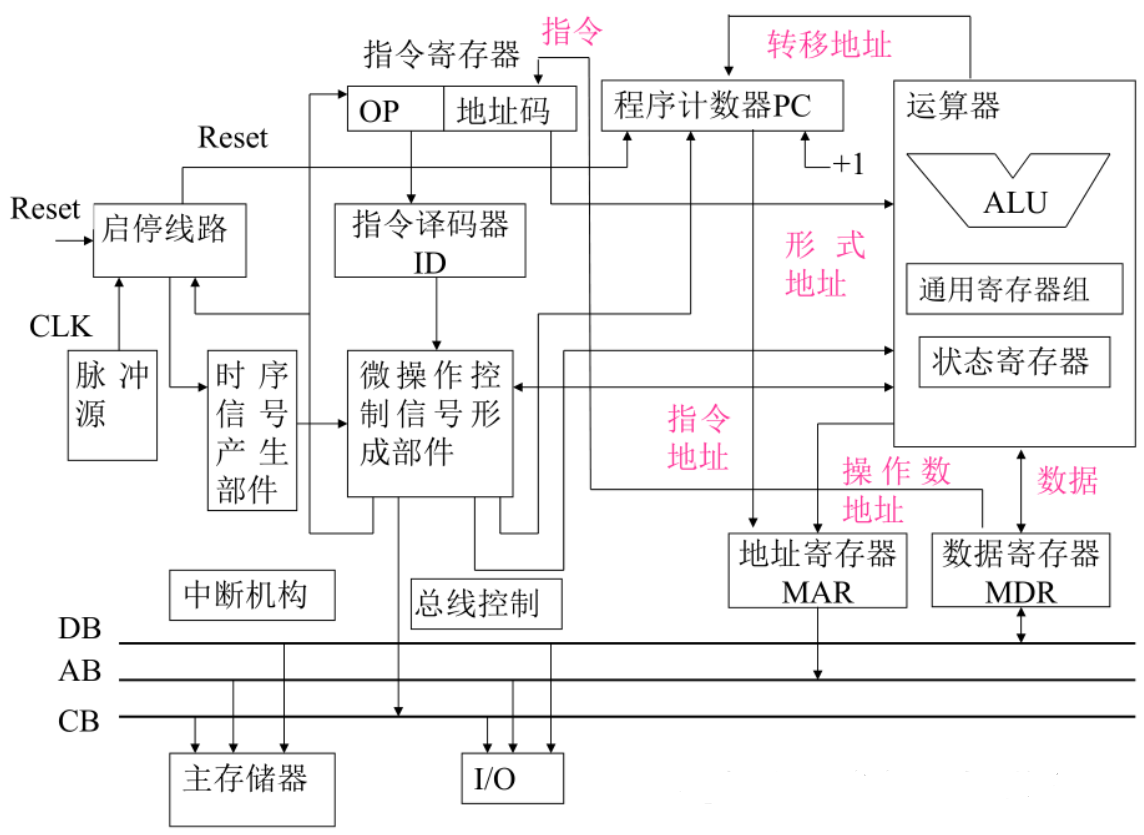 指令
转移地址
指令寄存器
OP
地址码
程序计数器PC
运算器
Reset
+1
ALU
Reset
启停线路
指令译码器
ID
形 式
地址
通用寄存器组
CLK
状态寄存器
脉 冲
源
时 序
信 号
产 生
部件
微操作控
制信号形
成部件
指令
地址
操作数
地址
数据
地址寄存器
MAR
数据寄存器
MDR
中断机构
总线控制
DB
AB
CB
主存储器
I/O